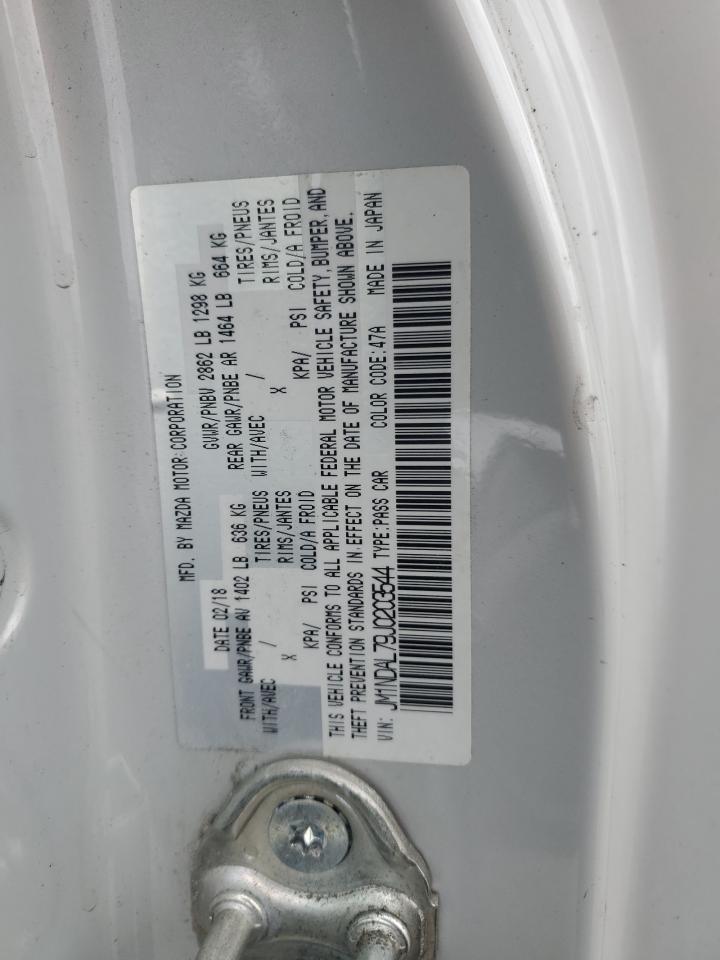 MFD. BY MAZDA MOTOR CORPORATION
DATE 02/18 GVWR/PNBV 2862 LB 1298 KG
FRONT GAWR/PNBE AV 1402 LB 636 KG REAR GAWR/PNBE AR 1464 LB 664 KG
WITH/AVEC / TIRES/PNEUS WITH/AVEC / TIRES/PNEUS
X RIMS/JANTES X RIMS/JANTES
KPA/ PSI COLD/A FROID KPA/ PSI COLD/A FROID
THIS VEHICLE CONFORMS TO ALL APPLICABLE FEDERAL MOTOR VEHICLE SAFETY, BUMPER, AND
THEFT PREVENTION STANDARDS IN EFFECT ON THE DATE OF MANUFACTURE SHOWN ABOVE.
VIN: JM1NDAL79J0203544 TYPE:PASS CAR COLOR CODE:47A MADE IN JAPAN